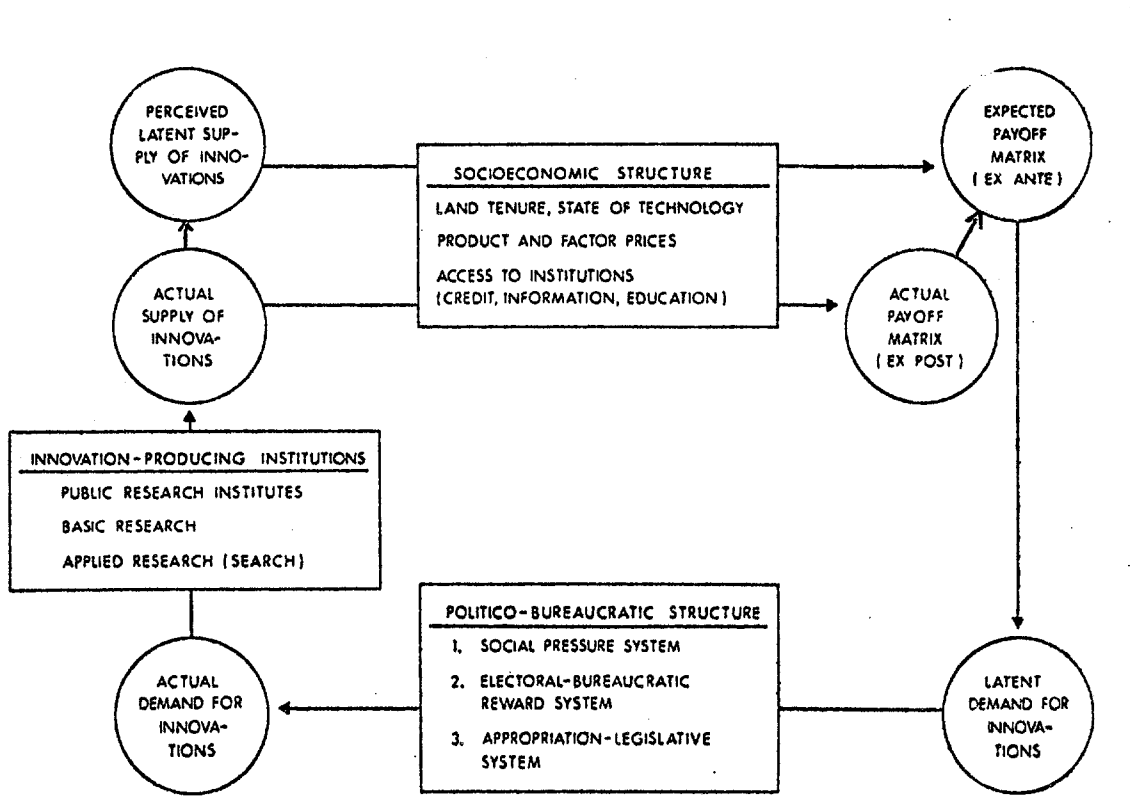 PERCEIVED
LATENT SUP-
PLY OF INNO-
VATIONS
EXPECTED
PAYOFF
MATRIX
(EX ANTE)
SOCIOECONOMIC STRUCTURE
LAND TENURE, STATE OF TECHNOLOGY
PRODUCT AND FACTOR PRICES
ACCESS TO INSTITUTIONS
(CREDIT, INFORMATION, EDUCATION)
ACTUAL
SUPPLY OF
INNOVA-
TIONS
ACTUAL
PAYOFF
MATRIX
(EX POST)
INNOVATION-PRODUCING INSTITUTIONS
PUBLIC RESEARCH INSTITUTES
BASIC RESEARCH
APPLIED RESEARCH (SEARCH)
POLITICO-BUREAUCRATIC STRUCTURE
1. SOCIAL PRESSURE SYSTEM
2. ELECTORAL-BUREAUCRATIC
REWARD SYSTEM
3. APPROPRIATION-LEGISLATIVE
SYSTEM
ACTUAL
DEMAND FOR
INNOVA-
TIONS
LATENT
DEMAND FOR
INNOVA-
TIONS